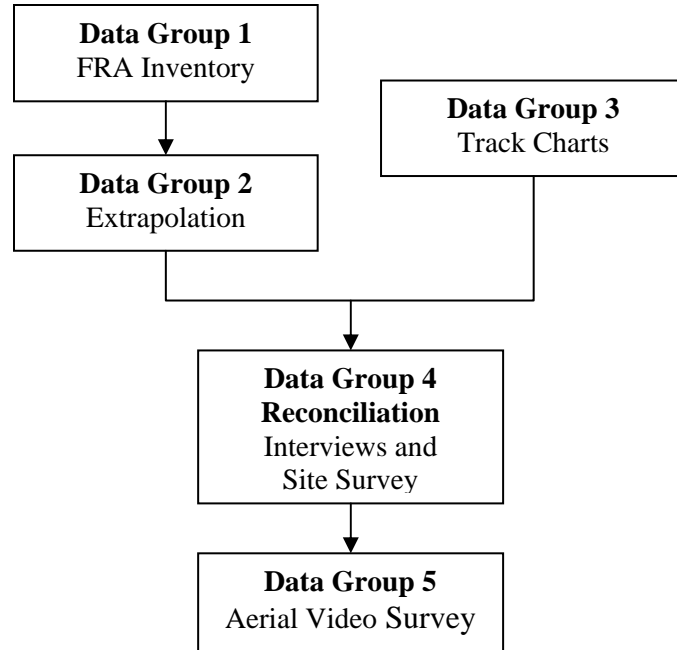 Data Group 1
FRA Inventory
Data Group 3
Track Charts
Data Group 2
Extrapolation
Data Group 4
Reconciliation
Interviews and
Site Survey
Data Group 5
Aerial Video Survey